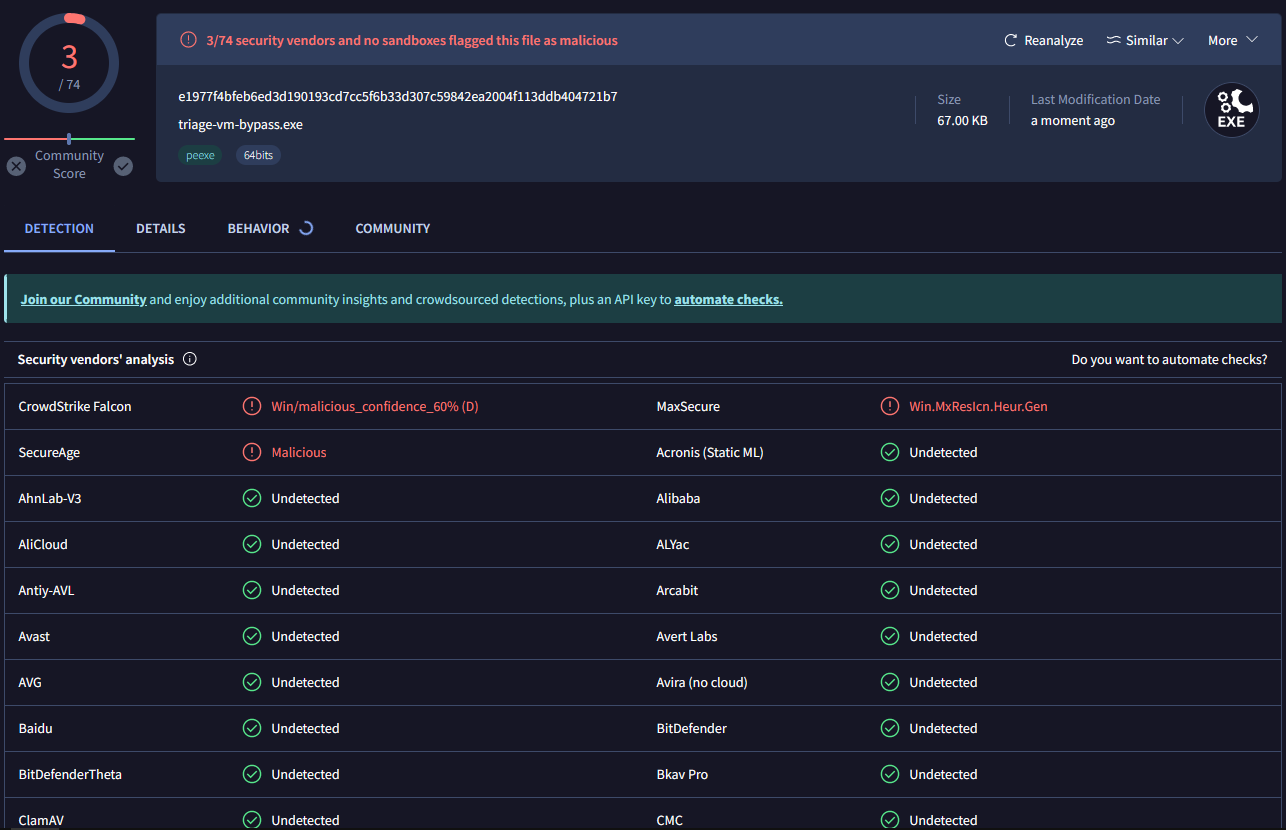 3
/ 74
Community
Score
3/74 security vendors and no sandboxes flagged this file as malicious
Reanalyze Similar More
e1977f4bfeb6ed3d190193cd7cc5f6b33d307c59842ea2004f113ddb404721b7
triage-vm-bypass.exe
peexe 64bits
Size
67.00 KB
Last Modification Date
a moment ago
EXE
DETECTION DETAILS BEHAVIOR COMMUNITY
Join our Community and enjoy additional community insights and crowdsourced detections, plus an API key to automate checks.
Security vendors' analysis Do you want to automate checks?
CrowdStrike Falcon Win/malicious_confidence_60% (D) MaxSecure Win.MxResIcn.Heur.Gen
SecureAge Malicious Acronis (Static ML) Undetected
AhnLab-V3 Undetected Alibaba Undetected
AliCloud Undetected ALYac Undetected
Antiy-AVL Undetected Arcabit Undetected
Avast Undetected Avert Labs Undetected
AVG Undetected Avira (no cloud) Undetected
Baidu Undetected BitDefender Undetected
BitDefenderTheta Undetected Bkav Pro Undetected
ClamAV Undetected CMC Undetected